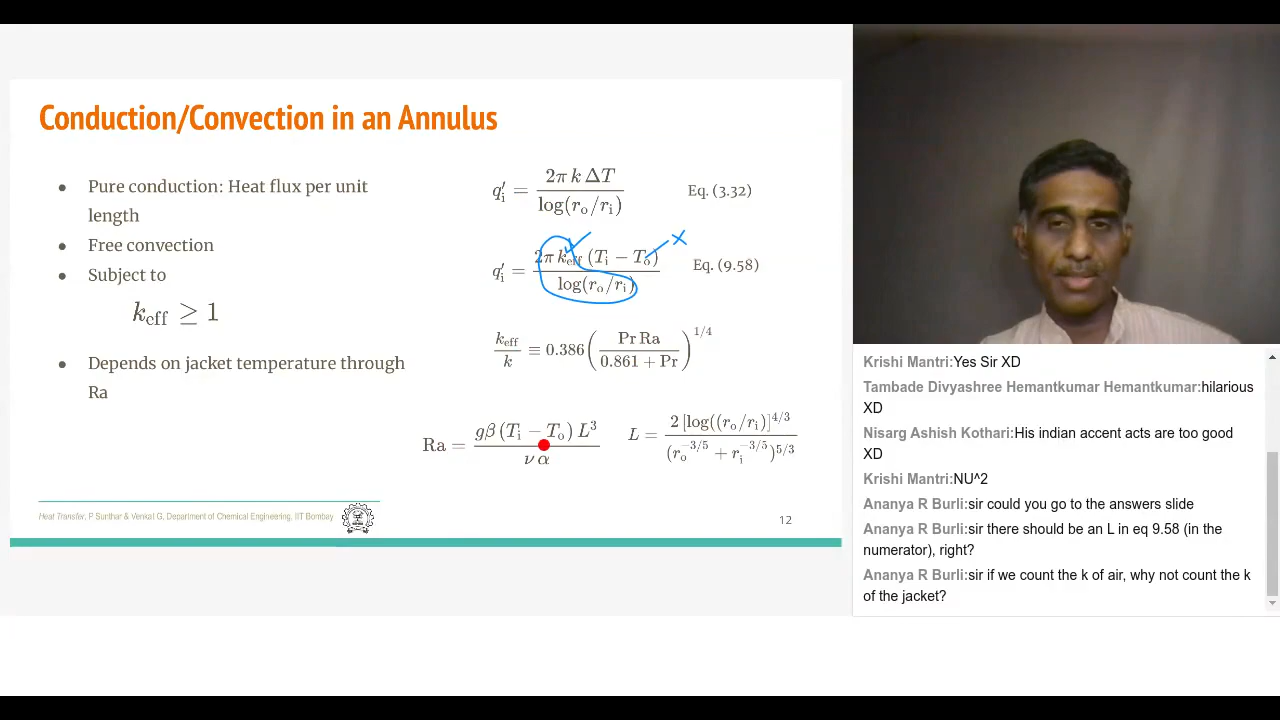 Conduction/Convection in an Annulus
● Pure conduction: Heat flux per unit
length
● Free convection
● Subject to
k_eff ≥ 1
● Depends on jacket temperature through
Ra
q′_i = 2π k ΔT / log(r_o/r_i) Eq. (3.32)
q′_i = 2π k_eff (T_i − T_o) / log(r_o/r_i) Eq. (9.58)
x
k_eff / k ≡ 0.386 (Pr Ra / 0.861 + Pr)^1/4
Ra = gβ (T_i − T_o) L^3 / ν α
L = 2 [log((r_o/r_i)]^4/3 / (r_o^−3/5 + r_i^−3/5)^5/3
Heat Transfer, P Sunthar & Venkat G, Department of Chemical Engineering, IIT Bombay
12
Krishi Mantri:Yes Sir XD
Tambade Divyashree Hemantkumar Hemantkumar:hilarious
XD
Nisarg Ashish Kothari:His indian accent acts are too good
XD
Krishi Mantri:NU^2
Ananya R Burli:sir could you go to the answers slide
Ananya R Burli:sir there should be an L in eq 9.58 (in the
numerator), right?
Ananya R Burli:sir if we count the k of air, why not count the k
of the jacket?